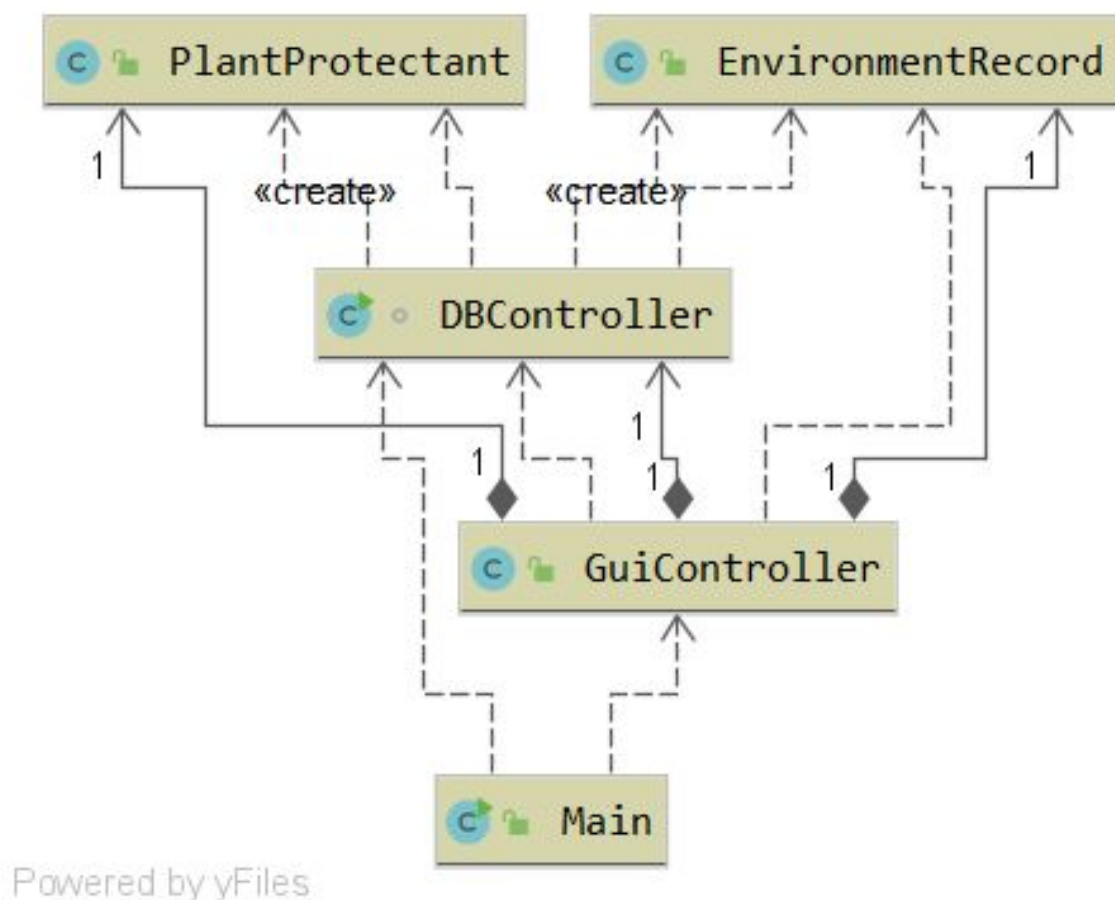 C PlantProtectant
C EnvironmentRecord
1
«create»
«create»
1
C DBController
1
1
1
1
C GuiController
C Main
Powered by yFiles